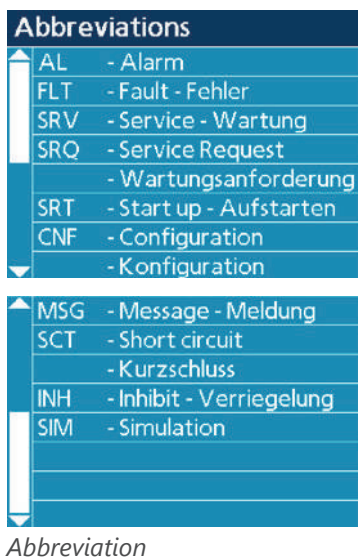 Abbreviations
AL - Alarm
FLT - Fault - Fehler
SRV - Service - Wartung
SRQ - Service Request
- Wartungsanforderung
SRT - Start up - Aufstarten
CNF - Configuration
- Konfiguration
MSG - Message - Meldung
SCT - Short circuit
- Kurzschluss
INH - Inhibit - Verriegelung
SIM - Simulation
Abbreviation